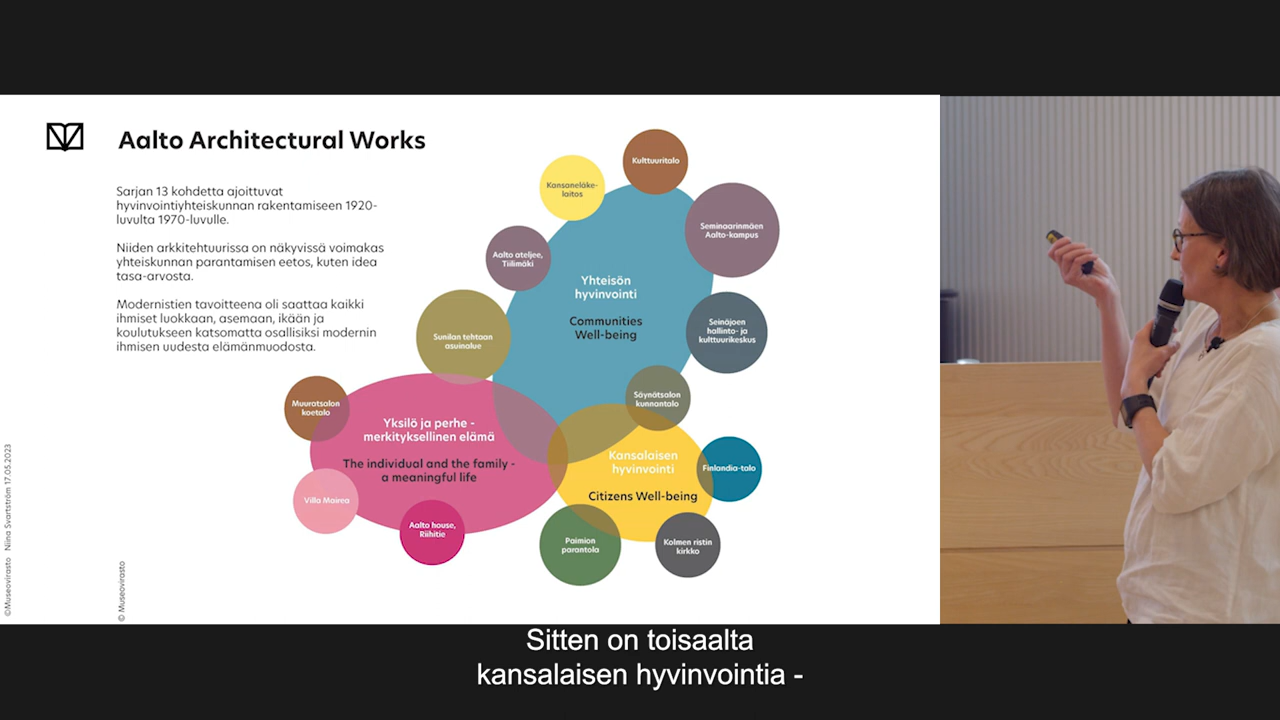 Aalto Architectural Works
Sarjan 13 kohdetta ajoittuvat
hyvinvointiyhteiskunnan rakentamiseen 1920-
luvulta 1970-luvulle.
Niiden arkkitehtuurissa on näkyvissä voimakas
yhteiskunnan parantamisen eetos, kuten idea
tasa-arvosta.
Modernistien tavoitteena oli saattaa kaikki
ihmiset luokkaan, asemaan, ikään ja
koulutukseen katsomatta osallisiksi modernin
ihmisen uudesta elämänmuodosta.
Kulttuuritalo
Kansaneläke-
laitos
Seminaarinmäen
Aalto-kampus
Aalto ateljee,
Tiilimäki
Yhteisön
hyvinvointi
Communities
Well-being
Seinäjoen
hallinto- ja
kulttuurikeskus
Sunilan tehtaan
asuinalue
Säynätsalon
kunnantalo
Muuratsalon
koetalo
Yksilö ja perhe -
merkityksellinen elämä
The individual and the family -
a meaningful life
Kansalaisen
hyvinvointi
Citizens Well-being
Finlandia-talo
Villa Mairea
Aalto house,
Riihitie
Paimion
parantola
Kolmen ristin
kirkko
©Museovirasto Niina Svartström 17.05.2023
© Museovirasto
Sitten on toisaalta
kansalaisen hyvinvointia -